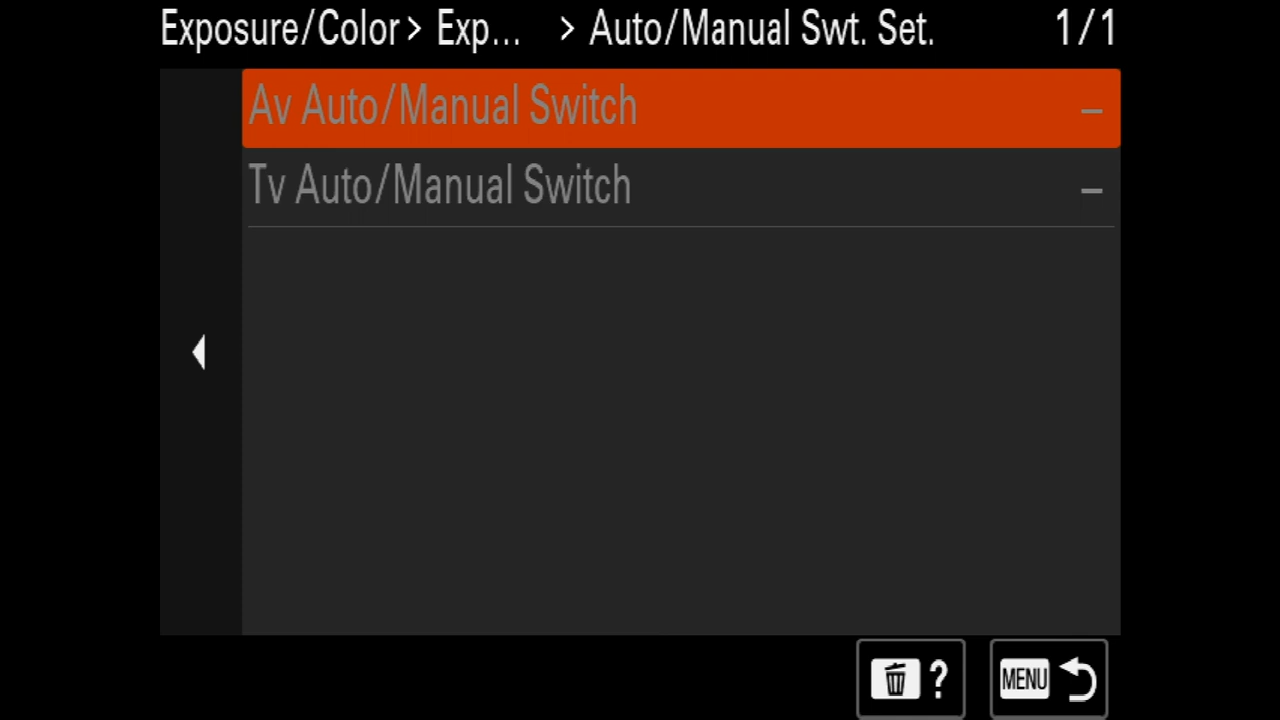 Exposure/Color> Exp... > Auto/Manual Swt. Set. 1/1
Av Auto/Manual Switch –
Tv Auto/Manual Switch –
? MENU